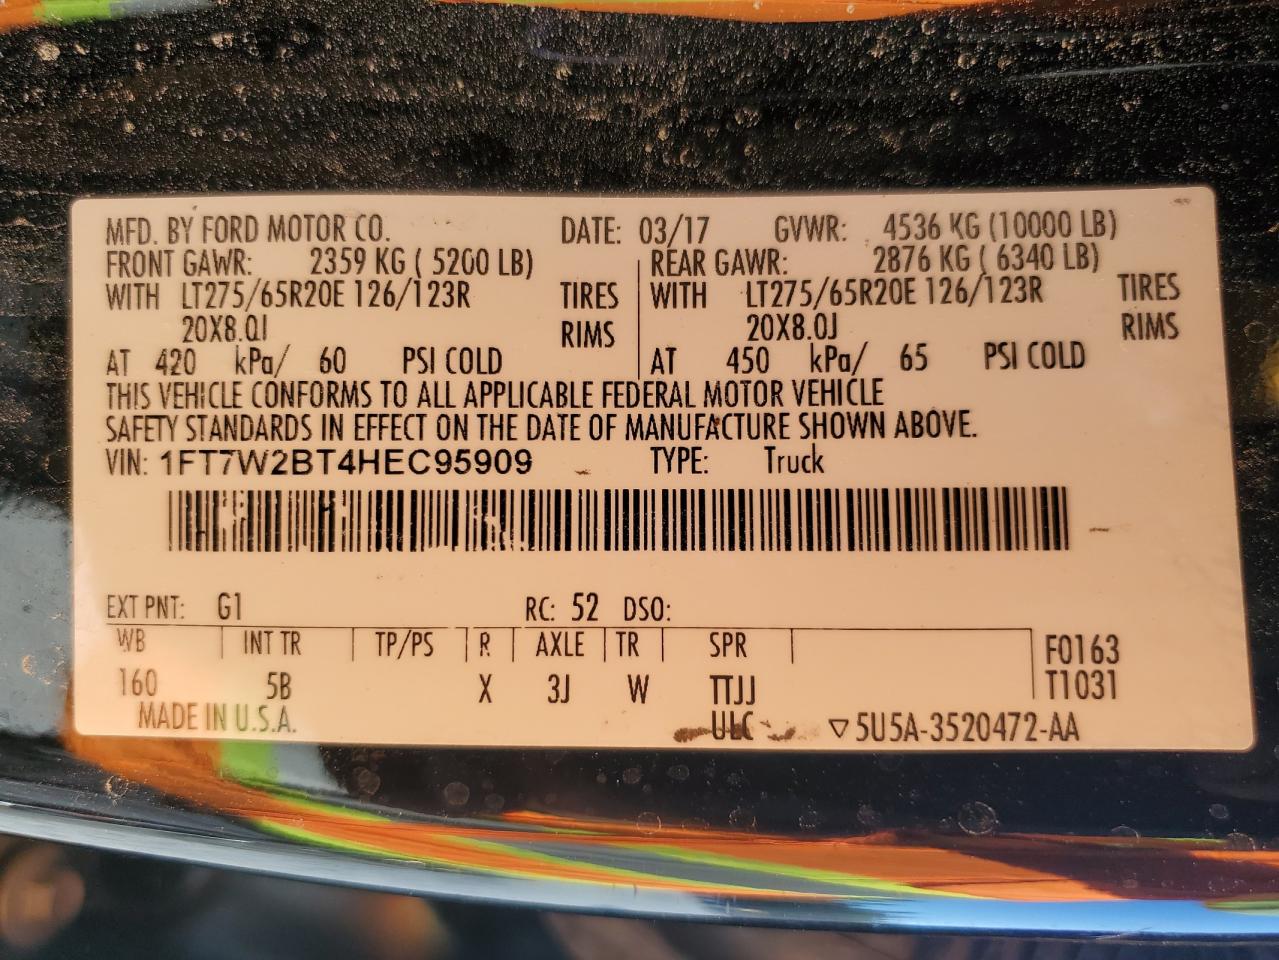 MFD. BY FORD MOTOR CO. DATE: 03/17 GVWR: 4536 KG (10000 LB)
FRONT GAWR: 2359 KG ( 5200 LB) REAR GAWR: 2876 KG ( 6340 LB)
WITH LT275/65R20E 126/123R TIRES WITH LT275/65R20E 126/123R TIRES
20X8.0J RIMS 20X8.0J RIMS
AT 420 kPa/ 60 PSI COLD AT 450 kPa/ 65 PSI COLD
THIS VEHICLE CONFORMS TO ALL APPLICABLE FEDERAL MOTOR VEHICLE
SAFETY STANDARDS IN EFFECT ON THE DATE OF MANUFACTURE SHOWN ABOVE.
VIN: 1FT7W2BT4HEC95909 TYPE: Truck
EXT PNT: G1 RC: 52 DSO:
WB INT TR TP/PS R AXLE TR SPR F0163
160 5B X 3J W TTJJ T1031
MADE IN U.S.A. ULC ▽5U5A-3520472-AA